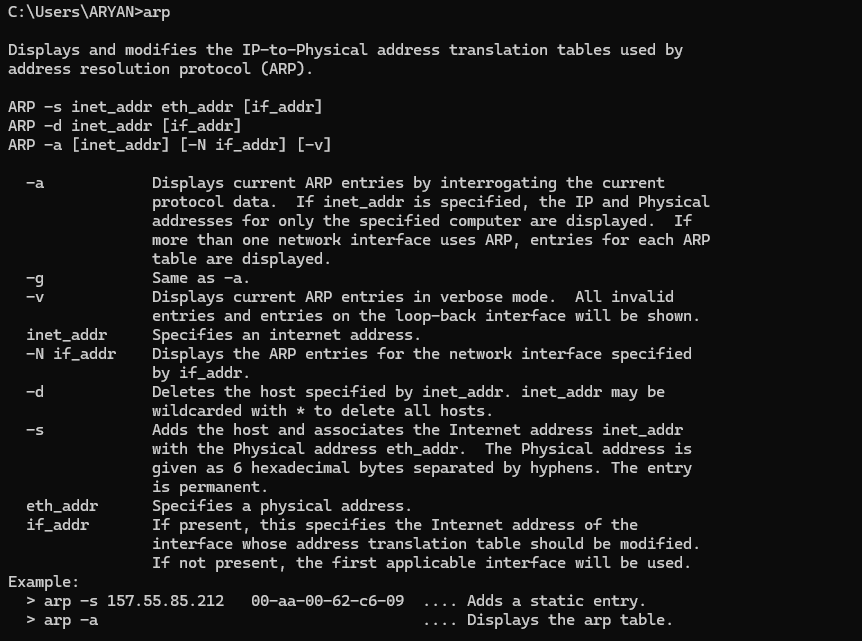 C:\Users\ARYAN>arp
Displays and modifies the IP-to-Physical address translation tables used by
address resolution protocol (ARP).
ARP -s inet_addr eth_addr [if_addr]
ARP -d inet_addr [if_addr]
ARP -a [inet_addr] [-N if_addr] [-v]
-a Displays current ARP entries by interrogating the current
protocol data. If inet_addr is specified, the IP and Physical
addresses for only the specified computer are displayed. If
more than one network interface uses ARP, entries for each ARP
table are displayed.
-g Same as -a.
-v Displays current ARP entries in verbose mode. All invalid
entries and entries on the loop-back interface will be shown.
inet_addr Specifies an internet address.
-N if_addr Displays the ARP entries for the network interface specified
by if_addr.
-d Deletes the host specified by inet_addr. inet_addr may be
wildcarded with * to delete all hosts.
-s Adds the host and associates the Internet address inet_addr
with the Physical address eth_addr. The Physical address is
given as 6 hexadecimal bytes separated by hyphens. The entry
is permanent.
eth_addr Specifies a physical address.
if_addr If present, this specifies the Internet address of the
interface whose address translation table should be modified.
If not present, the first applicable interface will be used.
Example:
> arp -s 157.55.85.212 00-aa-00-62-c6-09 .... Adds a static entry.
> arp -a .... Displays the arp table.